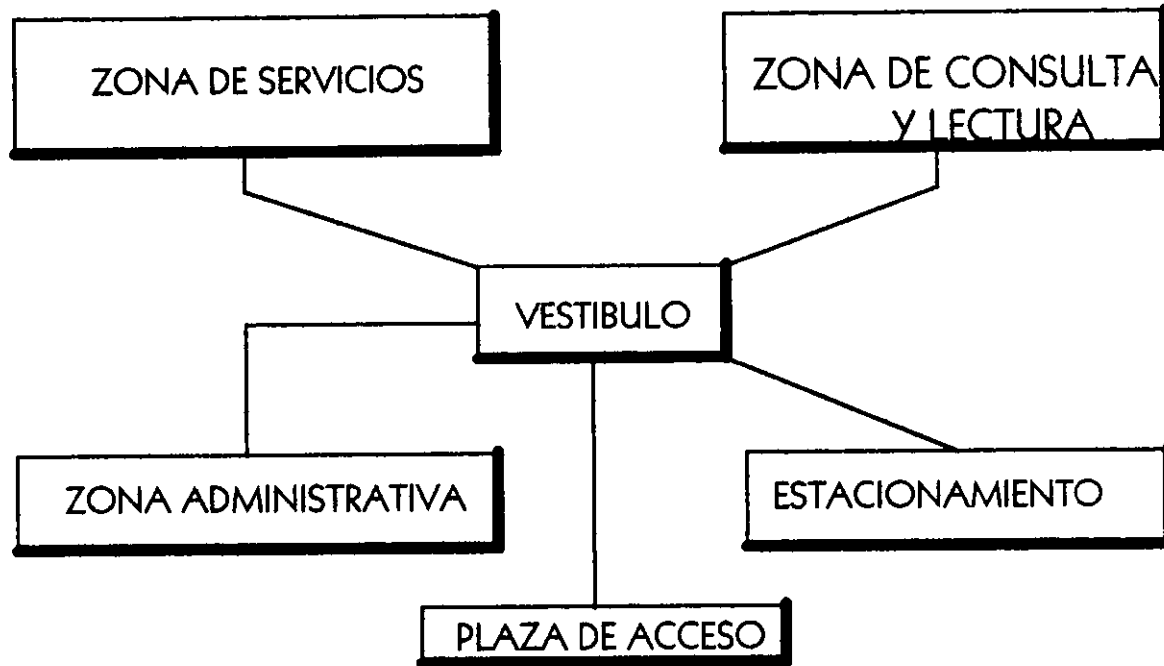 ZONA DE SERVICIOS
ZONA DE CONSULTA
Y LECTURA
VESTIBULO
ZONA ADMINISTRATIVA
ESTACIONAMIENTO
PLAZA DE ACCESO